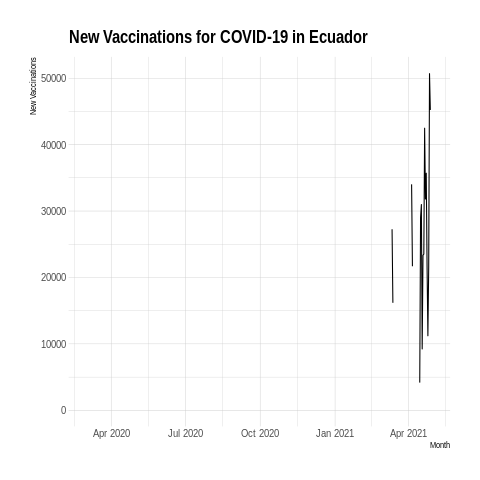 New Vaccinations for COVID-19 in Ecuador
New Vaccinations
50000
40000
30000
20000
10000
0
Apr 2020 Jul 2020 Oct 2020 Jan 2021 Apr 2021
Month